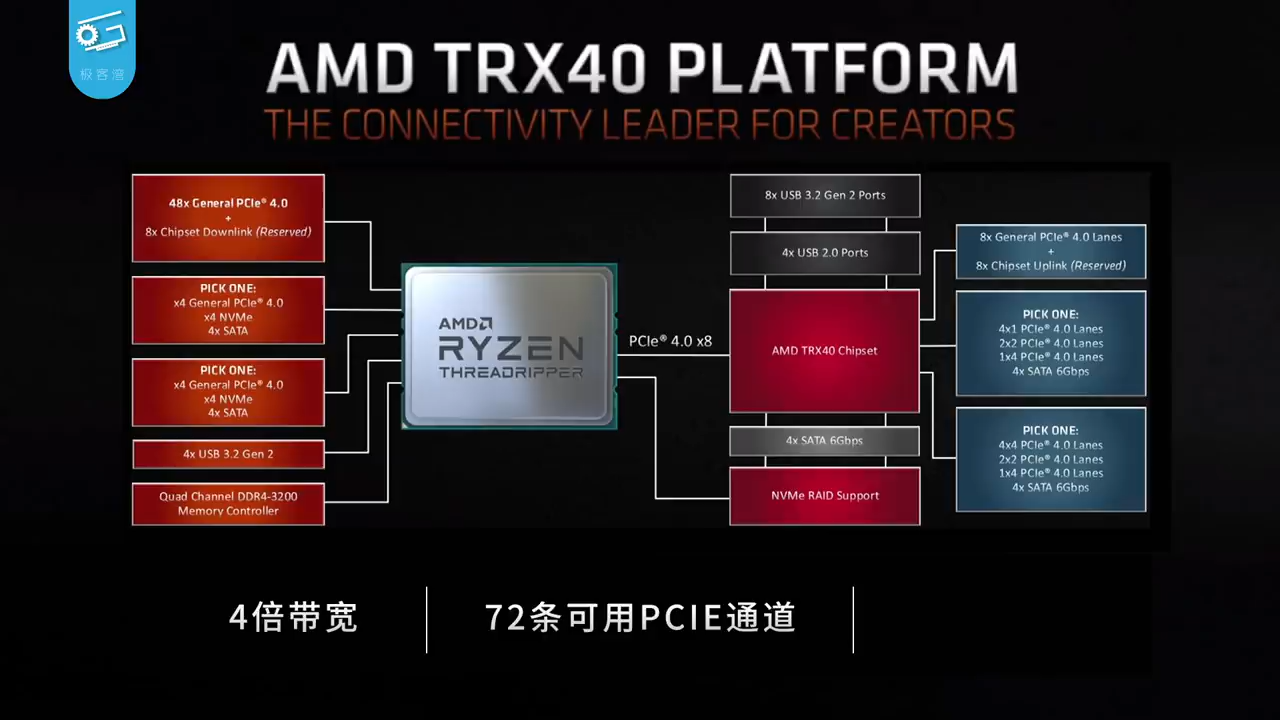 极客湾
AMD TRX40 PLATFORM
THE CONNECTIVITY LEADER FOR CREATORS
48x General PCIe® 4.0
+
8x Chipset Downlink (Reserved)
PICK ONE:
x4 General PCIe® 4.0
x4 NVMe
4x SATA
PICK ONE:
x4 General PCIe® 4.0
x4 NVMe
4x SATA
4x USB 3.2 Gen 2
Quad Channel DDR4-3200
Memory Controller
AMD
RYZEN
THREADRIPPER
PCIe® 4.0 x8
8x USB 3.2 Gen 2 Ports
4x USB 2.0 Ports
AMD TRX40 Chipset
4x SATA 6Gbps
NVMe RAID Support
8x General PCIe® 4.0 Lanes
+
8x Chipset Uplink (Reserved)
PICK ONE:
4x1 PCIe® 4.0 Lanes
2x2 PCIe® 4.0 Lanes
1x4 PCIe® 4.0 Lanes
4x SATA 6Gbps
PICK ONE:
4x4 PCIe® 4.0 Lanes
2x2 PCIe® 4.0 Lanes
1x4 PCIe® 4.0 Lanes
4x SATA 6Gbps
4倍带宽
72条可用PCIE通道